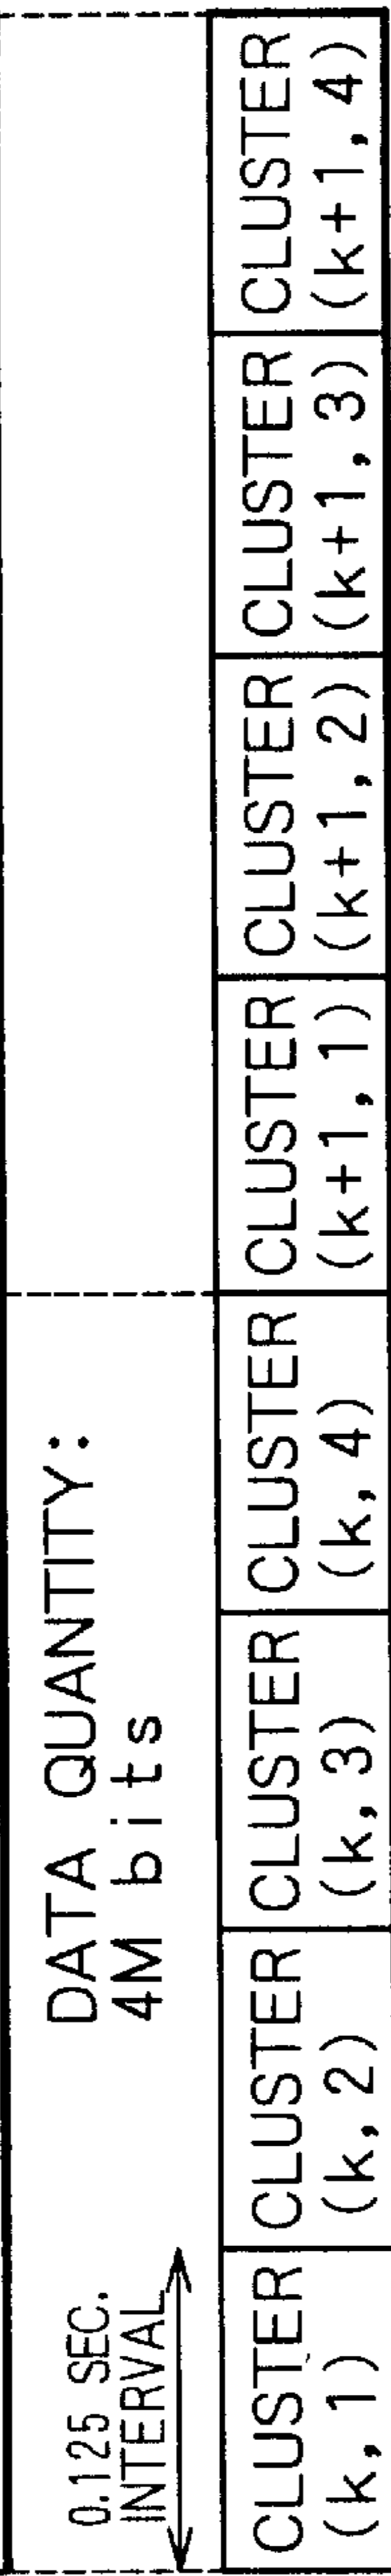 DATA QUANTITY:
4M bits
0.125 SEC.
INTERVAL
CLUSTER
(k, 1)
CLUSTER
(k, 2)
CLUSTER
(k, 3)
CLUSTER
(k, 4)
CLUSTER
(k+1, 1)
CLUSTER
(k+1, 2)
CLUSTER
(k+1, 3)
CLUSTER
(k+1, 4)